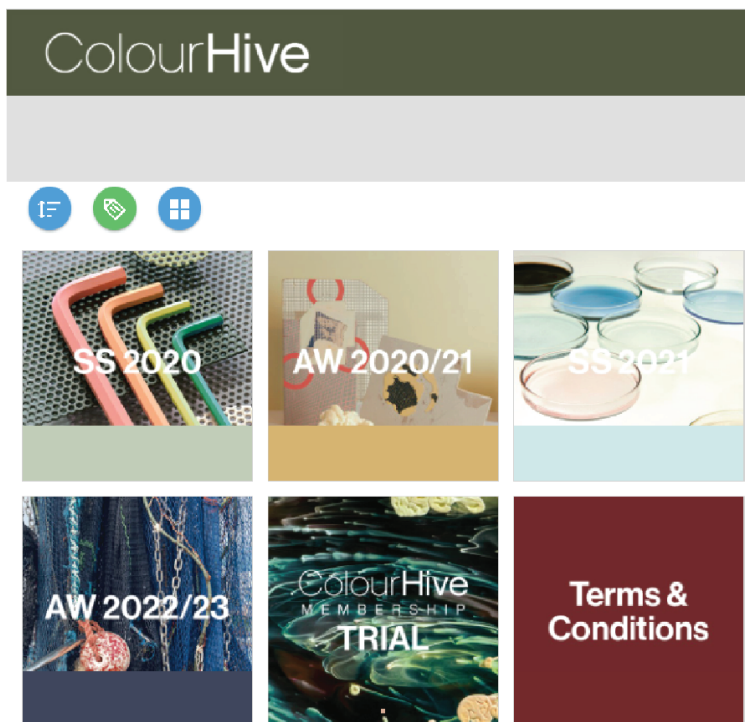 ColourHive
SS 2020
AW 2020/21
SS 2021
AW 2022/23
ColourHive
MEMBERSHIP
TRIAL
Terms &
Conditions